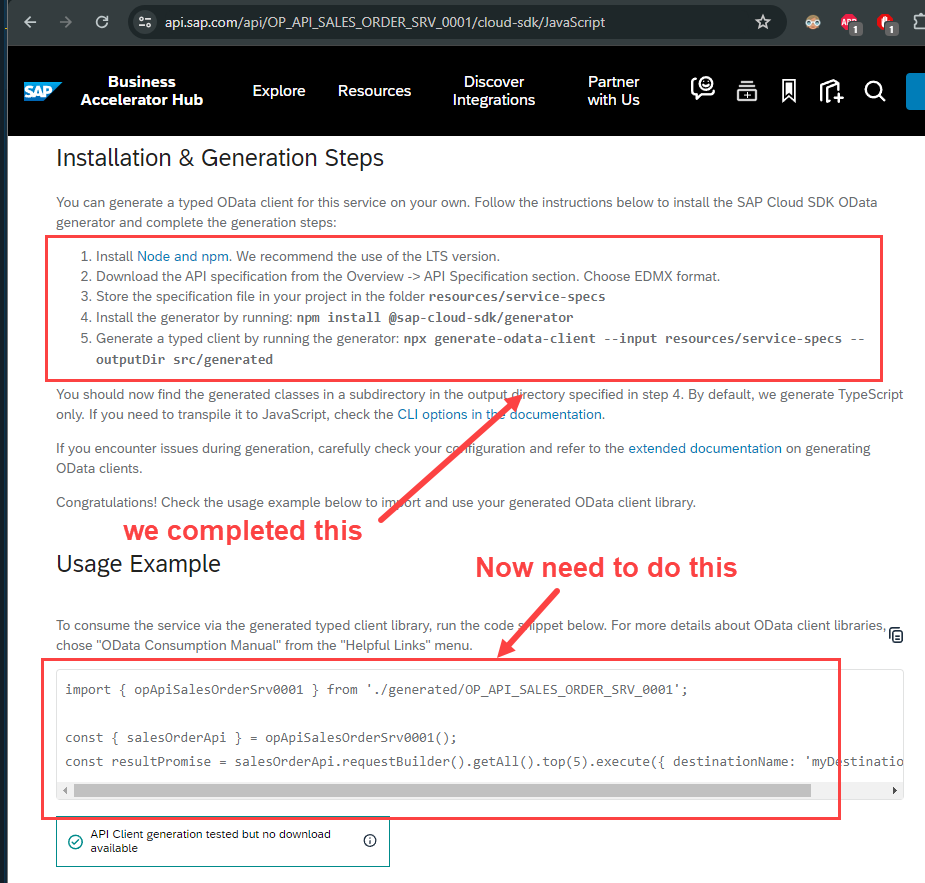 api.sap.com/api/OP_API_SALES_ORDER_SRV_0001/cloud-sdk/JavaScript
1
1
SAP
Business
Accelerator Hub
Explore
Resources
Discover
Integrations
Partner
with Us
Installation & Generation Steps
You can generate a typed OData client for this service on your own. Follow the instructions below to install the SAP Cloud SDK OData
generator and complete the generation steps:
1. Install Node and npm. We recommend the use of the LTS version.
2. Download the API specification from the Overview -> API Specification section. Choose EDMX format.
3. Store the specification file in your project in the folder resources/service-specs
4. Install the generator by running: npm install @sap-cloud-sdk/generator
5. Generate a typed client by running the generator: npx generate-odata-client --input resources/service-specs --
outputDir src/generated
You should now find the generated classes in a subdirectory in the output directory specified in step 4. By default, we generate TypeScript
only. If you need to transpile it to JavaScript, check the CLI options in the documentation.
If you encounter issues during generation, carefully check your configuration and refer to the extended documentation on generating
OData clients.
Congratulations! Check the usage example below to import and use your generated OData client library.
we completed this
Usage Example
Now need to do this
To consume the service via the generated typed client library, run the code snippet below. For more details about OData client libraries,
chose "OData Consumption Manual" from the "Helpful Links" menu.
import { opApiSalesOrderSrv0001 } from './generated/OP_API_SALES_ORDER_SRV_0001';
const { salesOrderApi } = opApiSalesOrderSrv0001();
const resultPromise = salesOrderApi.requestBuilder().getAll().top(5).execute({ destinationName: 'myDestinatio
API Client generation tested but no download
available